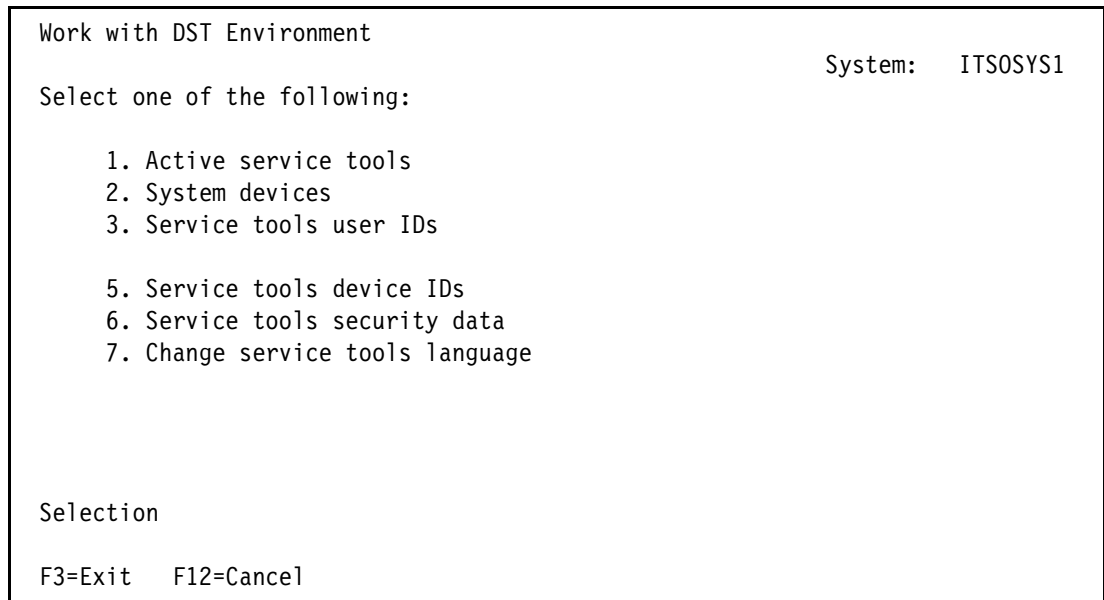 Work with DST Environment
System: ITSOSYS1
Select one of the following:
1. Active service tools
2. System devices
3. Service tools user IDs
5. Service tools device IDs
6. Service tools security data
7. Change service tools language
Selection
F3=Exit F12=Cancel